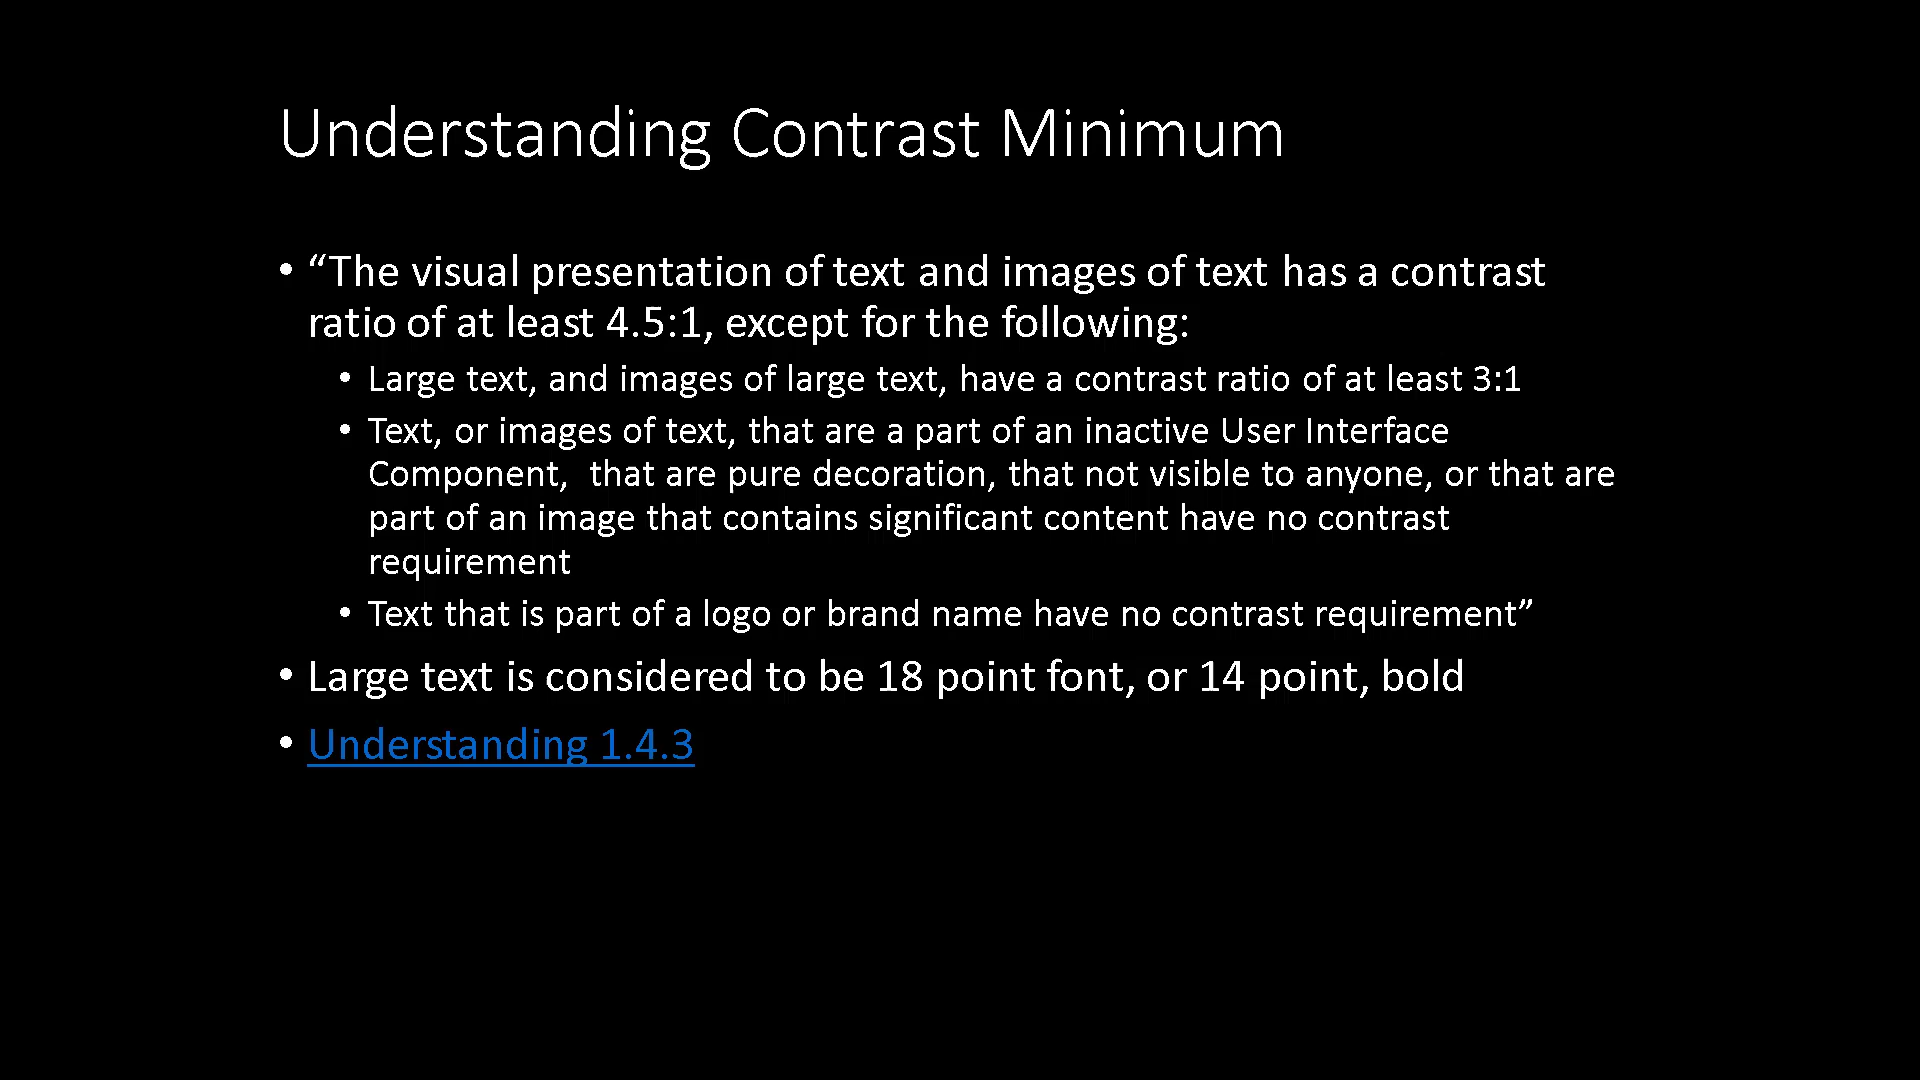 Understanding Contrast Minimum
• “The visual presentation of text and images of text has a contrast
ratio of at least 4.5:1, except for the following:
• Large text, and images of large text, have a contrast ratio of at least 3:1
• Text, or images of text, that are a part of an inactive User Interface
Component,  that are pure decoration, that not visible to anyone, or that are
part of an image that contains significant content have no contrast
requirement
• Text that is part of a logo or brand name have no contrast requirement”
• Large text is considered to be 18 point font, or 14 point, bold
• Understanding 1.4.3